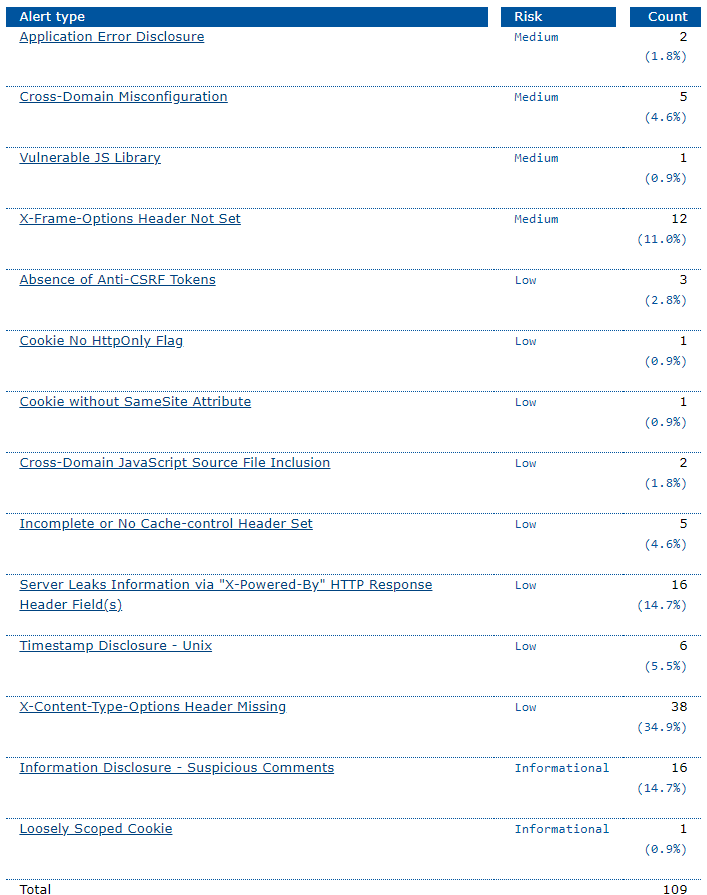 Alert type Risk Count
Application Error Disclosure Medium 2
(1.8%)
Cross-Domain Misconfiguration Medium 5
(4.6%)
Vulnerable JS Library Medium 1
(0.9%)
X-Frame-Options Header Not Set Medium 12
(11.0%)
Absence of Anti-CSRF Tokens Low 3
(2.8%)
Cookie No HttpOnly Flag Low 1
(0.9%)
Cookie without SameSite Attribute Low 1
(0.9%)
Cross-Domain JavaScript Source File Inclusion Low 2
(1.8%)
Incomplete or No Cache-control Header Set Low 5
(4.6%)
Server Leaks Information via "X-Powered-By" HTTP Response Low 16
Header Field(s) (14.7%)
Timestamp Disclosure - Unix Low 6
(5.5%)
X-Content-Type-Options Header Missing Low 38
(34.9%)
Information Disclosure - Suspicious Comments Informational 16
(14.7%)
Loosely Scoped Cookie Informational 1
(0.9%)
Total 109